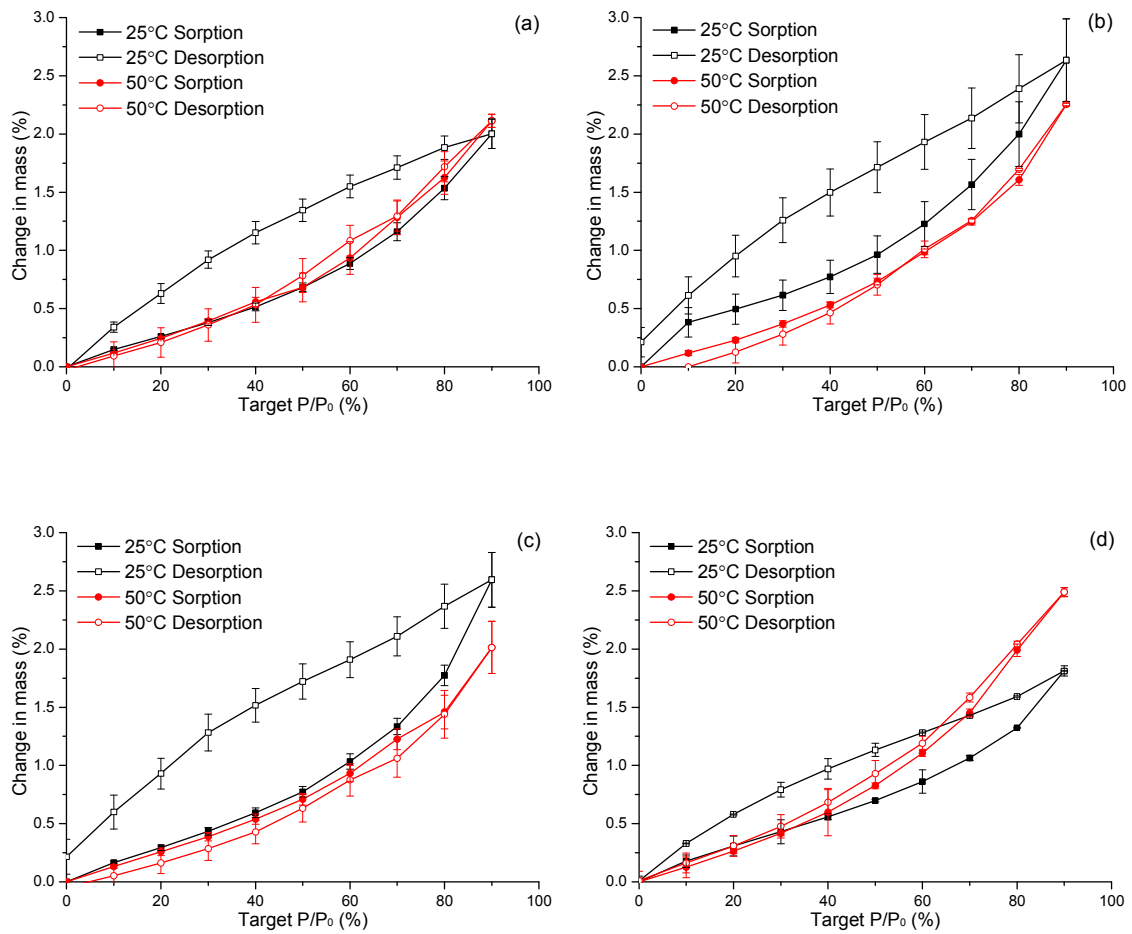 (a)
25°C Sorption
25°C Desorption
50°C Sorption
50°C Desorption
Change in mass (%)
3.0
2.5
2.0
1.5
1.0
0.5
0.0
0 20 40 60 80 100
Target P/P₀ (%)
(b)
25°C Sorption
25°C Desorption
50°C Sorption
50°C Desorption
Change in mass (%)
3.0
2.5
2.0
1.5
1.0
0.5
0.0
0 20 40 60 80 100
Target P/P₀ (%)
(c)
25°C Sorption
25°C Desorption
50°C Sorption
50°C Desorption
Change in mass (%)
3.0
2.5
2.0
1.5
1.0
0.5
0.0
0 20 40 60 80 100
Target P/P₀ (%)
(d)
25°C Sorption
25°C Desorption
50°C Sorption
50°C Desorption
Change in mass (%)
3.0
2.5
2.0
1.5
1.0
0.5
0.0
0 20 40 60 80 100
Target P/P₀ (%)